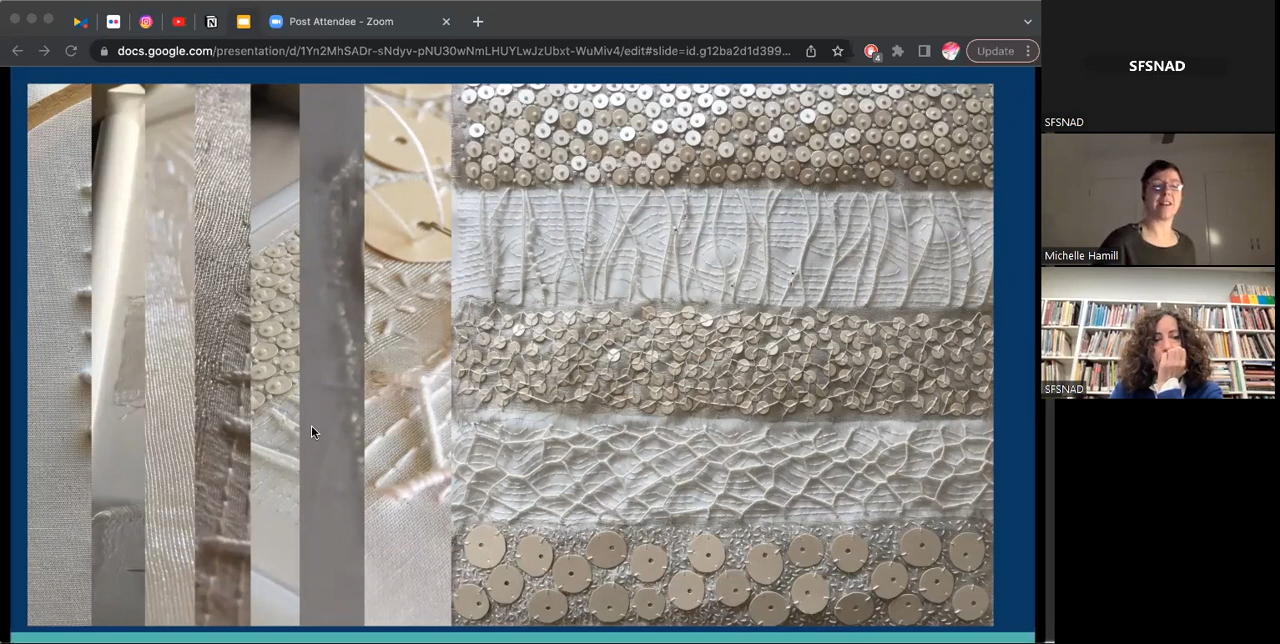 Post Attendee - Zoom
docs.google.com/presentation/d/1Yn2MhSADr-sNdyv-pNU30wNmLHUYLwJzUbxt-WuMiv4/edit#slide=id.g12ba2d1d399...
4
Update
SFSNAD
SFSNAD
Michelle Hamill
SFSNAD